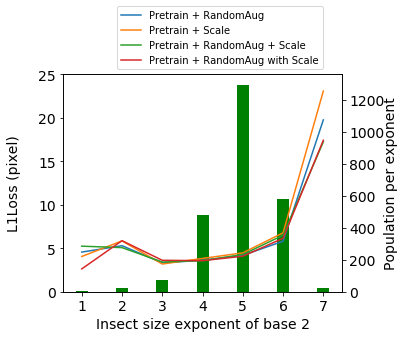 Pretrain + RandomAug
Pretrain + Scale
Pretrain + RandomAug + Scale
Pretrain + RandomAug with Scale
25
20
15
10
5
0
L1Loss (pixel)
1 2 3 4 5 6 7
Insect size exponent of base 2
1200
1000
800
600
400
200
0
Population per exponent